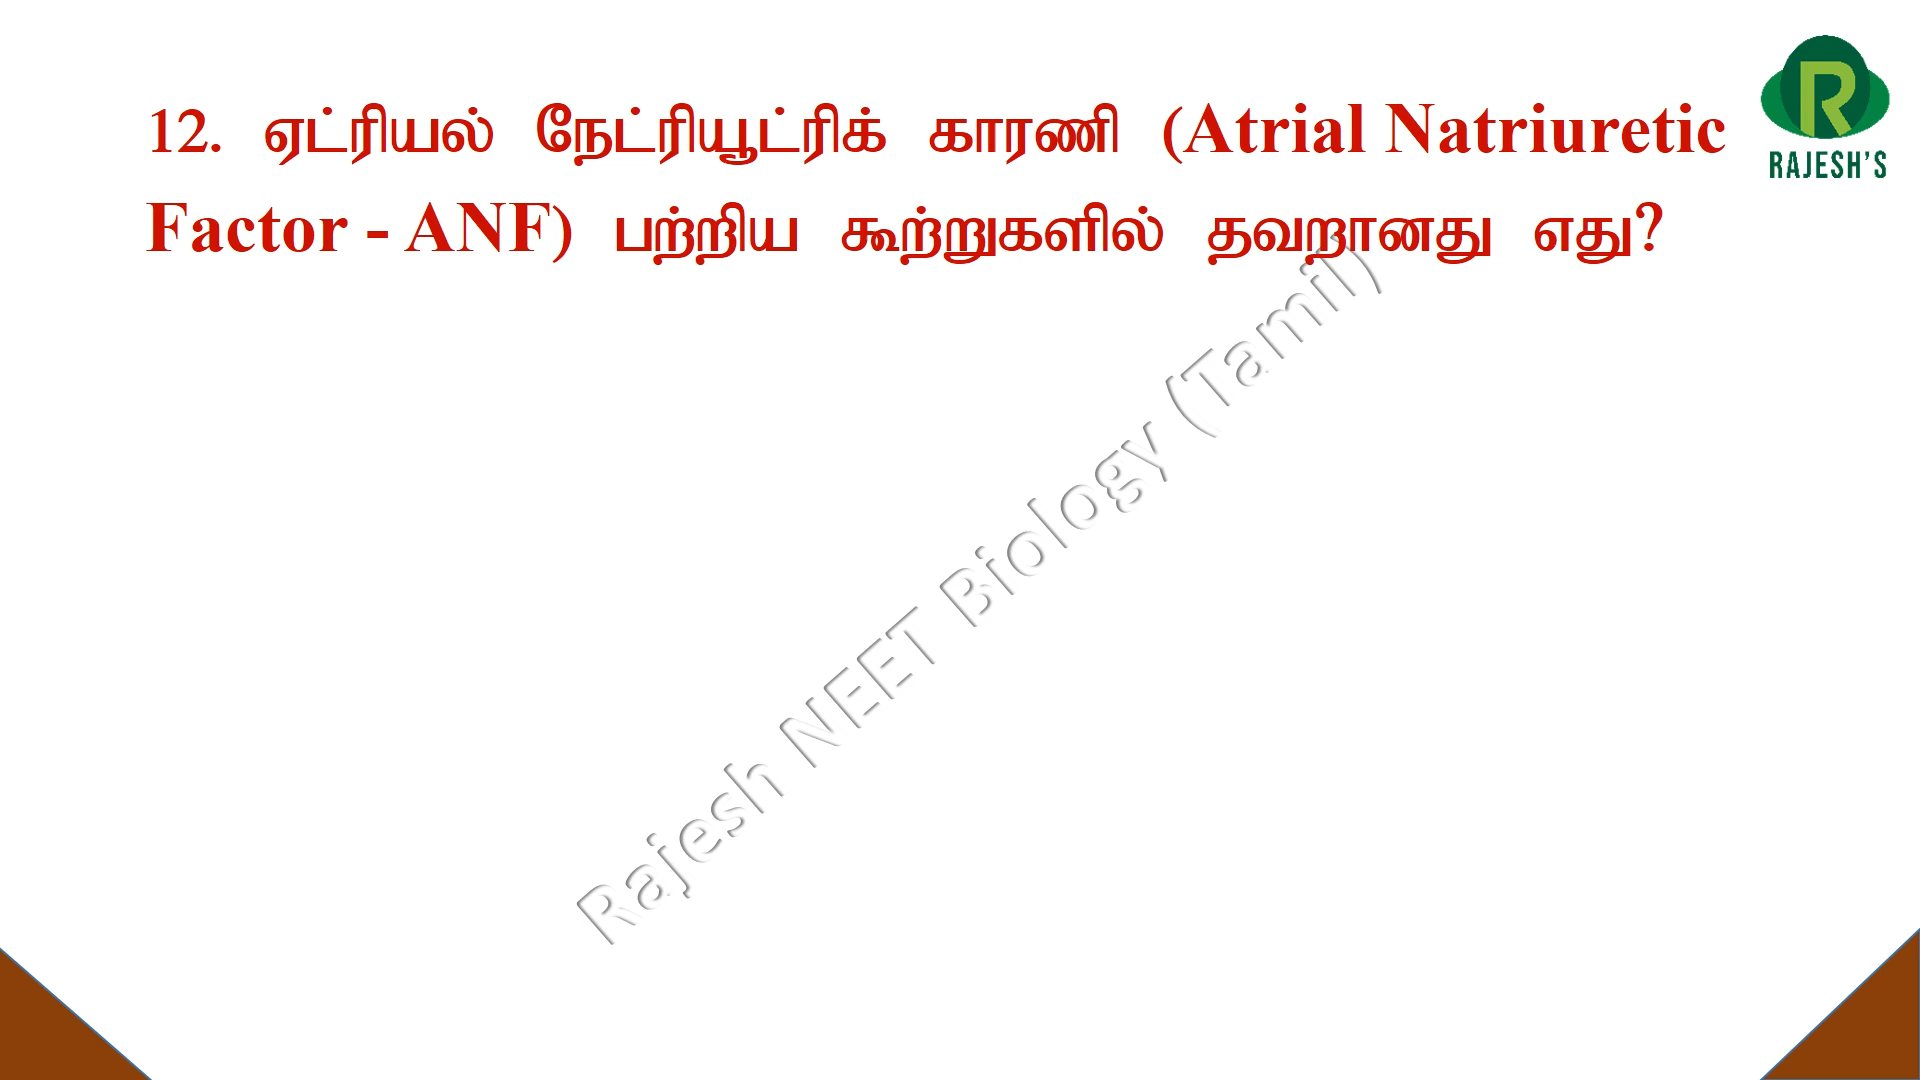 12. ஏட்ரியல் நேட்ரியூட்ரிக் காரணி (Atrial Natriuretic
Factor - ANF) பற்றிய கூற்றுகளில் தவறானது எது?
R
RAJESH'S
Rajesh NEET Biology (Tamil)